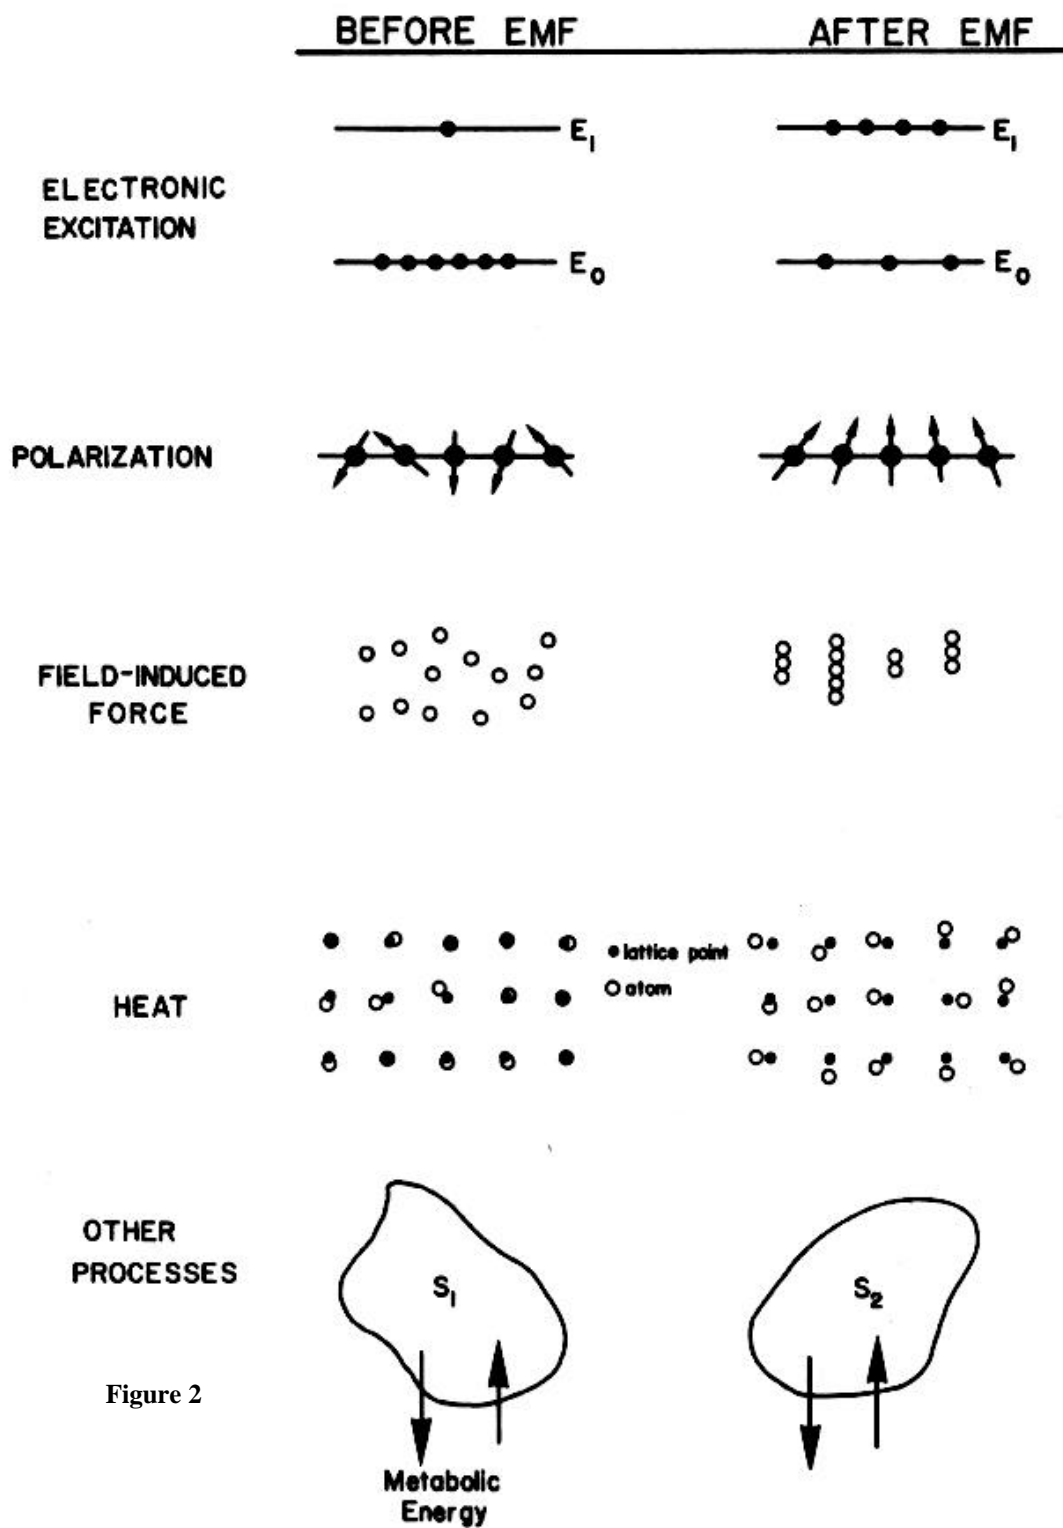 BEFORE EMF AFTER EMF
E₁ E₁
ELECTRONIC
EXCITATION
E₀ E₀
POLARIZATION
FIELD-INDUCED
FORCE
lattice point
atom
HEAT
OTHER
PROCESSES
S₁ S₂
Figure 2
Metabolic
Energy